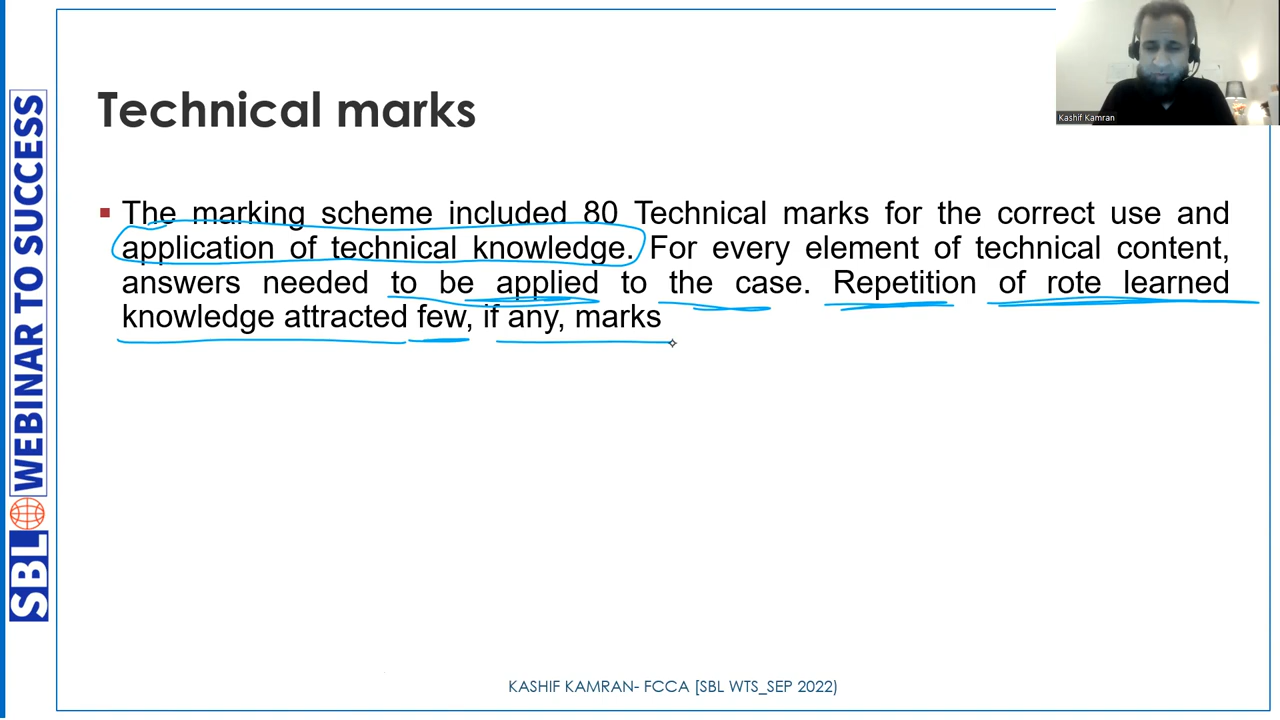 Technical marks
Kashif Kamran
The marking scheme included 80 Technical marks for the correct use and
application of technical knowledge. For every element of technical content,
answers needed to be applied to the case. Repetition of rote learned
knowledge attracted few, if any, marks
SBL WEBINAR TO SUCCESS
KASHIF KAMRAN- FCCA [SBL WTS_SEP 2022)